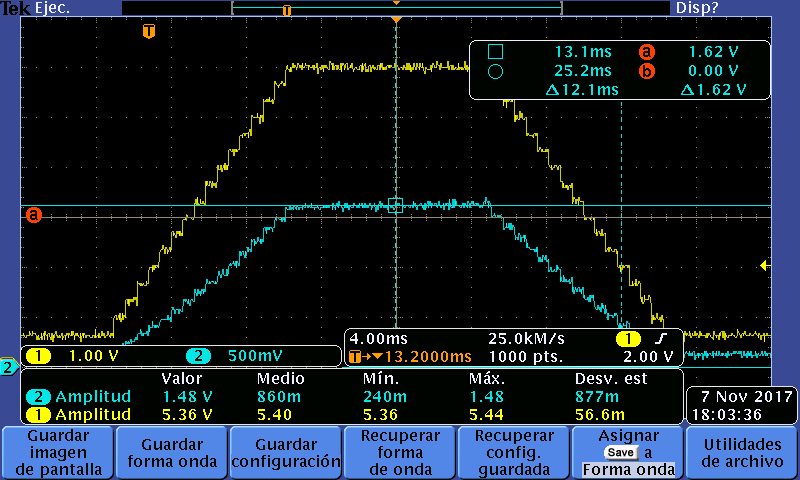 Tek Ejec. Disp?
T
T
13.1ms a 1.62 V
25.2ms b 0.00 V
Δ12.1ms Δ1.62 V
a
4.00ms 25.0kM/s 1 
1 1.00 V 2 500mV T→▼13.2000ms 1000 pts. 2.00 V
2
Valor Medio Mín. Máx. Desv. est
2 Amplitud 1.48 V 860m 240m 1.48 877m
1 Amplitud 5.36 V 5.40 5.36 5.44 56.6m
7 Nov 2017
18:03:36
Guardar
imagen
de pantalla
Guardar
forma onda
Guardar
configuración
Recuperar
forma
de onda
Recuperar
config.
guardada
Asignar
Save a
Forma onda
Utilidades
de archivo